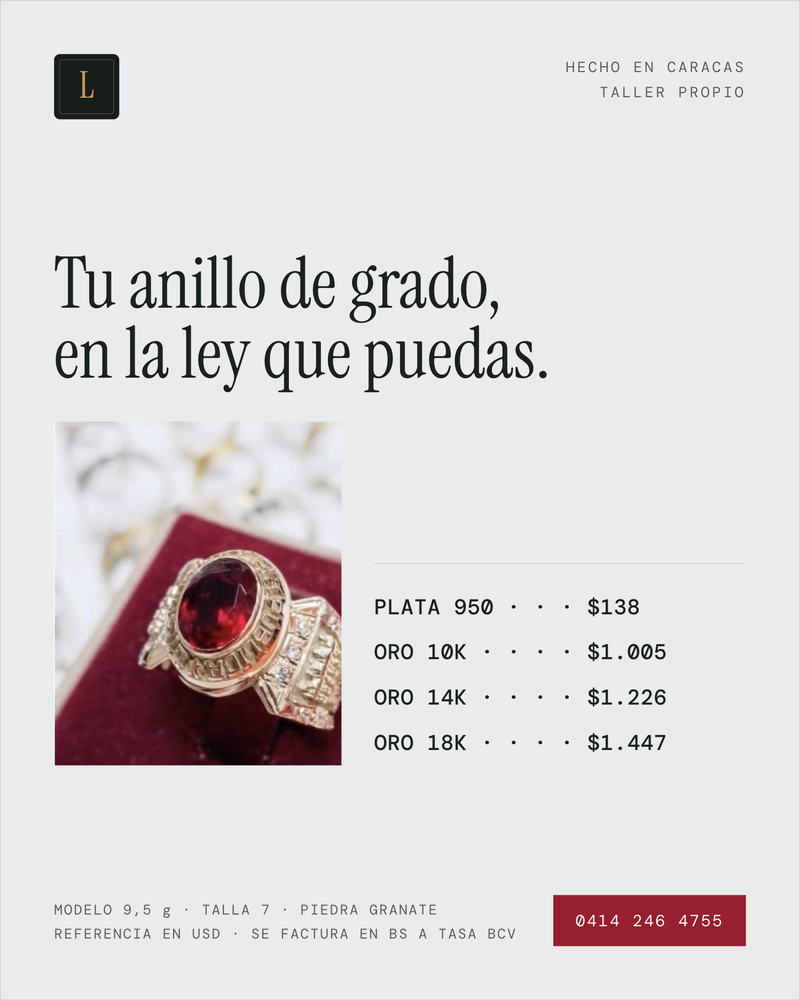 L
HECHO EN CARACAS
TALLER PROPIO
Tu anillo de grado,
en la ley que puedas.
PLATA 950 · · · $138
ORO 10K · · · · $1.005
ORO 14K · · · · $1.226
ORO 18K · · · · $1.447
MODELO 9,5 g · TALLA 7 · PIEDRA GRANATE
REFERENCIA EN USD · SE FACTURA EN BS A TASA BCV
0414 246 4755